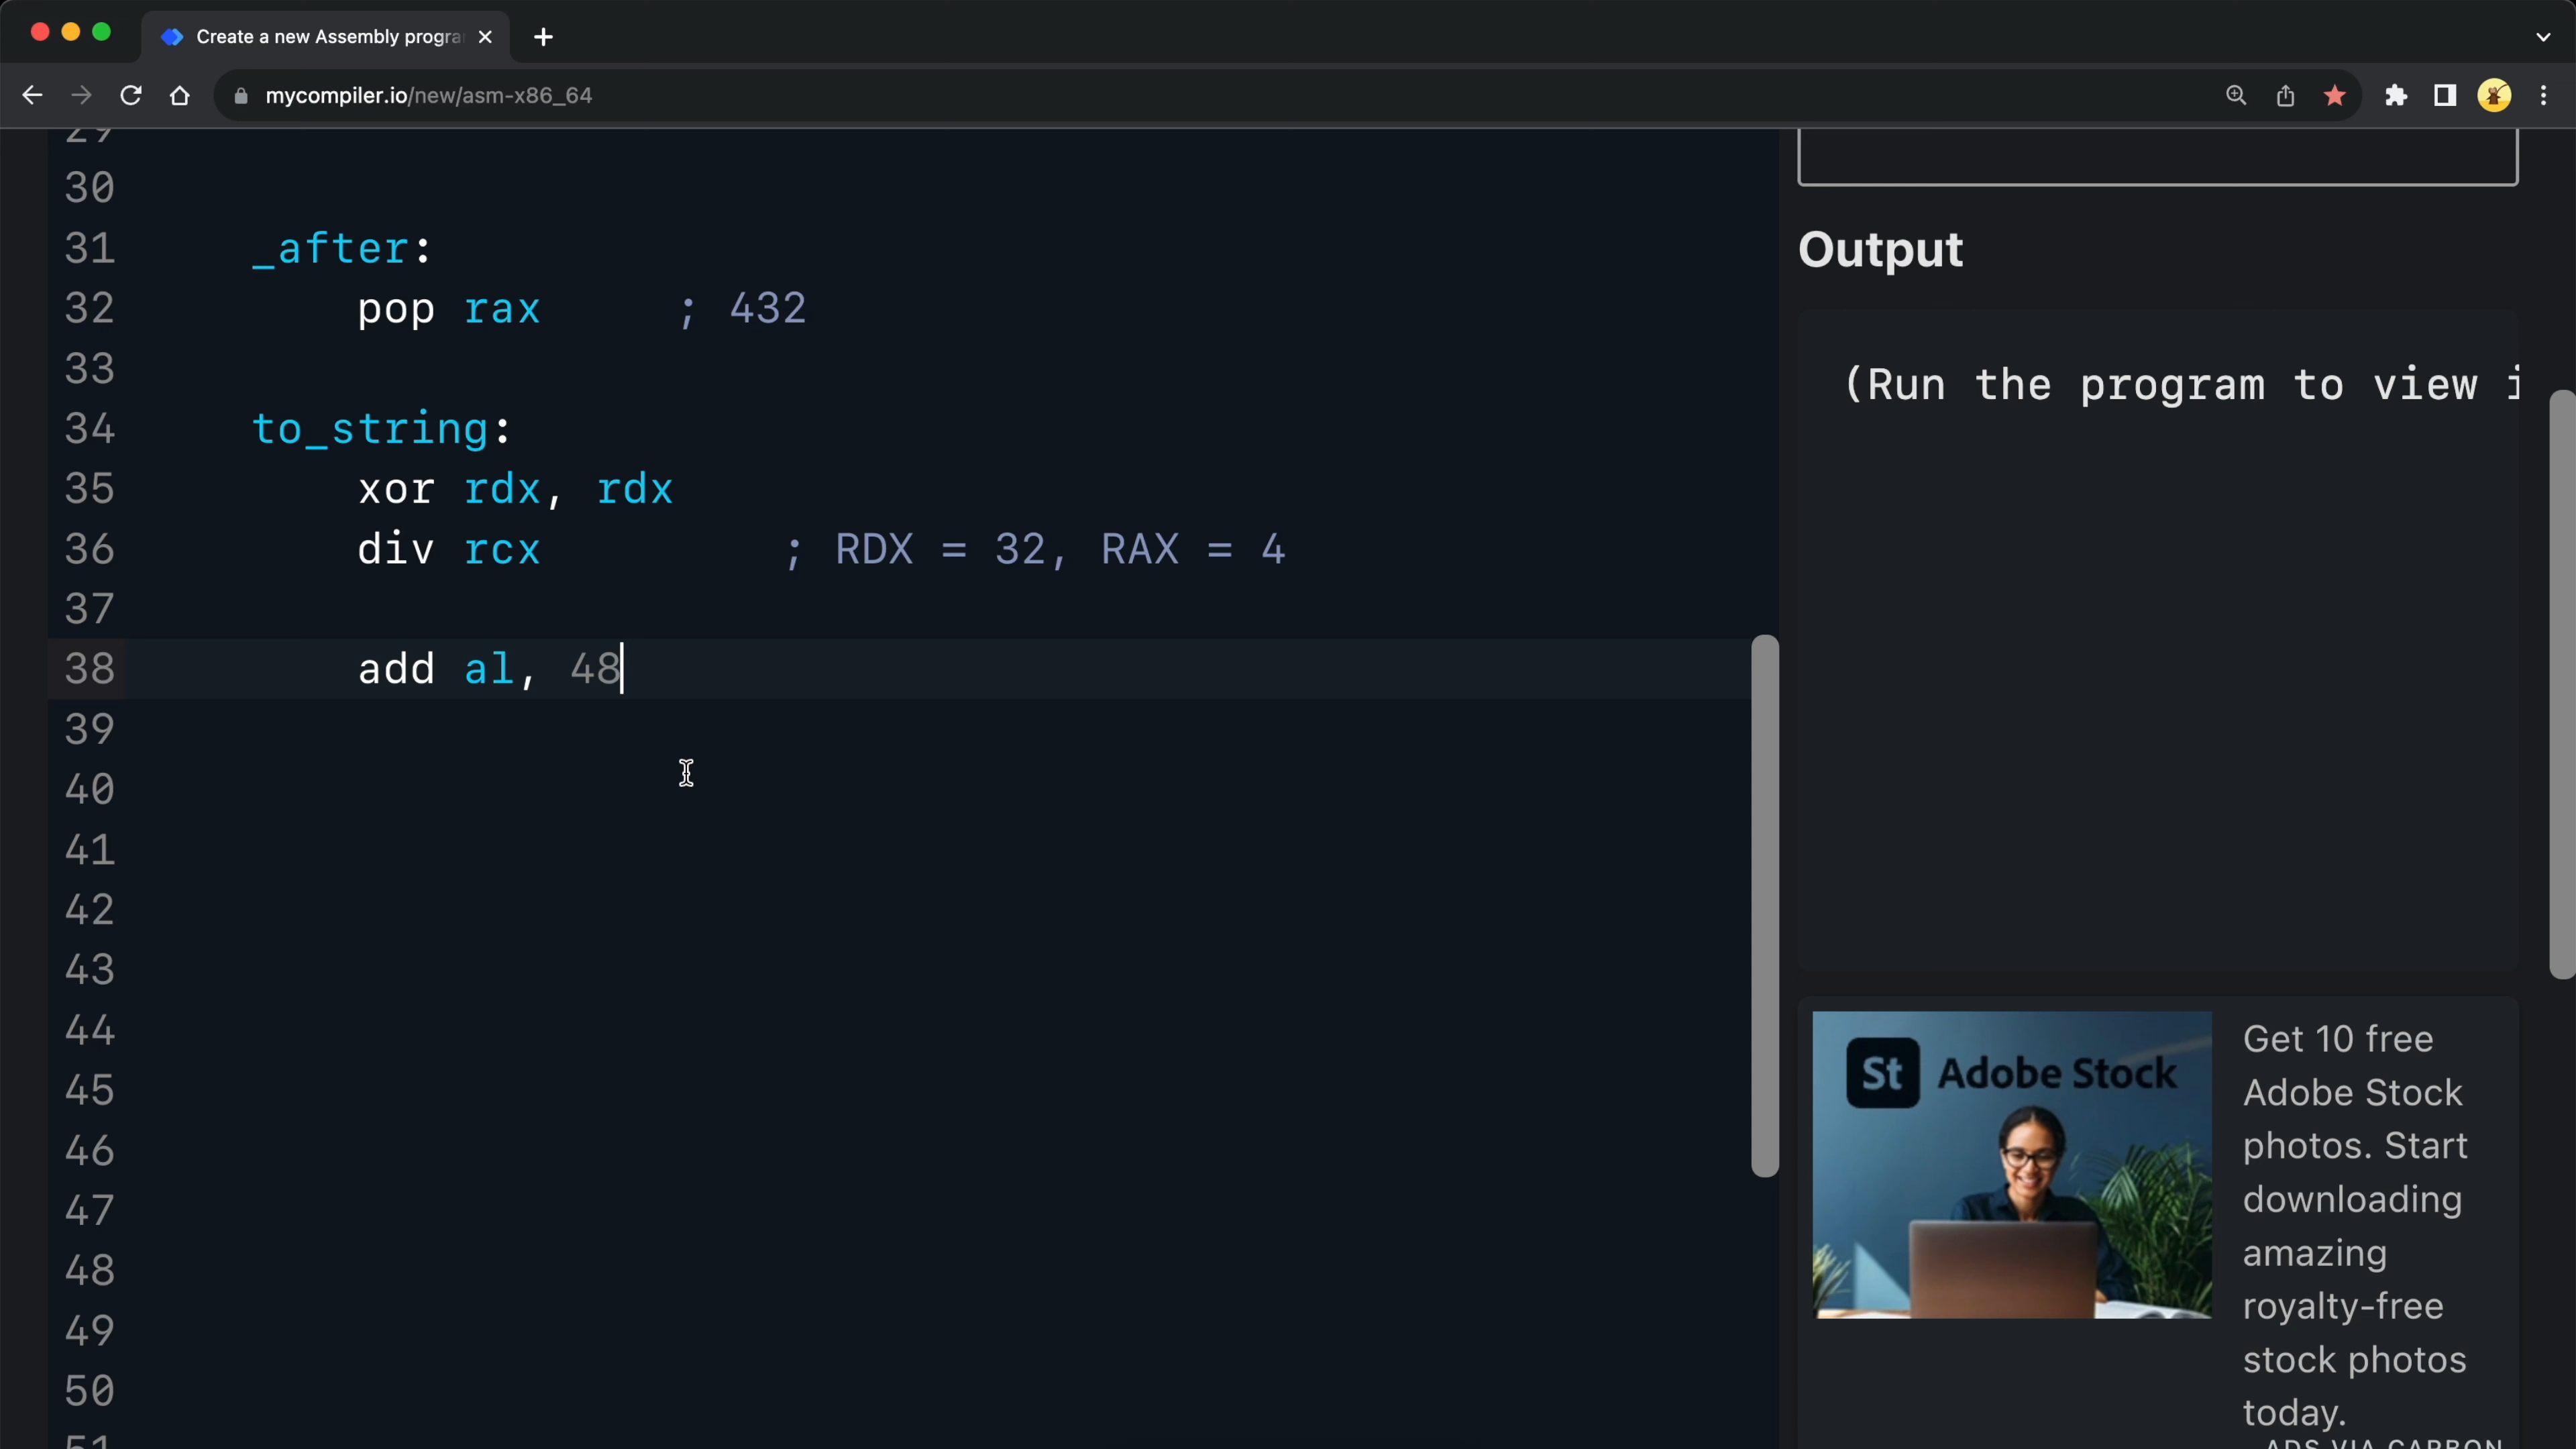 Create a new Assembly progra
mycompiler.io/new/asm-x86_64
29
30
31 _after:
32 pop rax ; 432
33
34 to_string:
35 xor rdx, rdx
36 div rcx ; RDX = 32, RAX = 4
37
38 add al, 48
39
40
41
42
43
44
45
46
47
48
49
50
51
Output
(Run the program to view i
St Adobe Stock
Get 10 free
Adobe Stock
photos. Start
downloading
amazing
royalty-free
stock photos
today.
ADS VIA CARBON